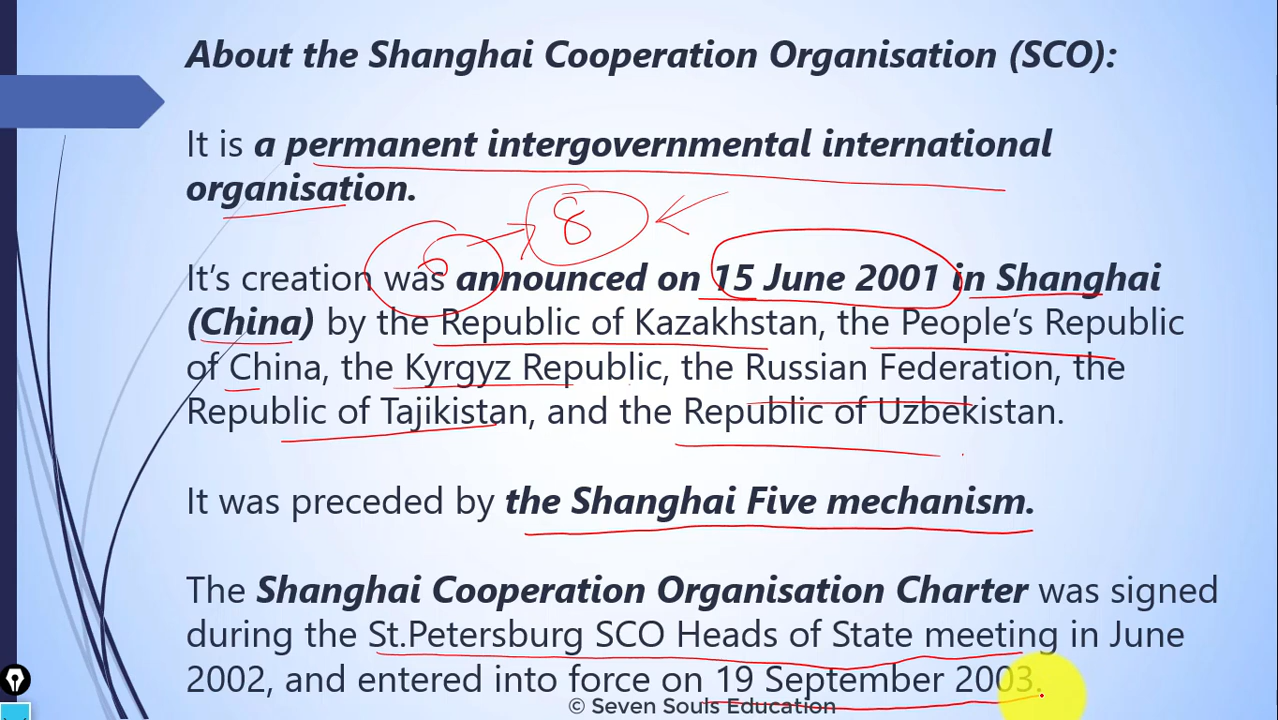 About the Shanghai Cooperation Organisation (SCO):
It is a permanent intergovernmental international
organisation.
8
It's creation was announced on 15 June 2001 in Shanghai
(China) by the Republic of Kazakhstan, the People's Republic
of China, the Kyrgyz Republic, the Russian Federation, the
Republic of Tajikistan, and the Republic of Uzbekistan.
It was preceded by the Shanghai Five mechanism.
The Shanghai Cooperation Organisation Charter was signed
during the St.Petersburg SCO Heads of State meeting in June
2002, and entered into force on 19 September 2003.
© Seven Souls Education